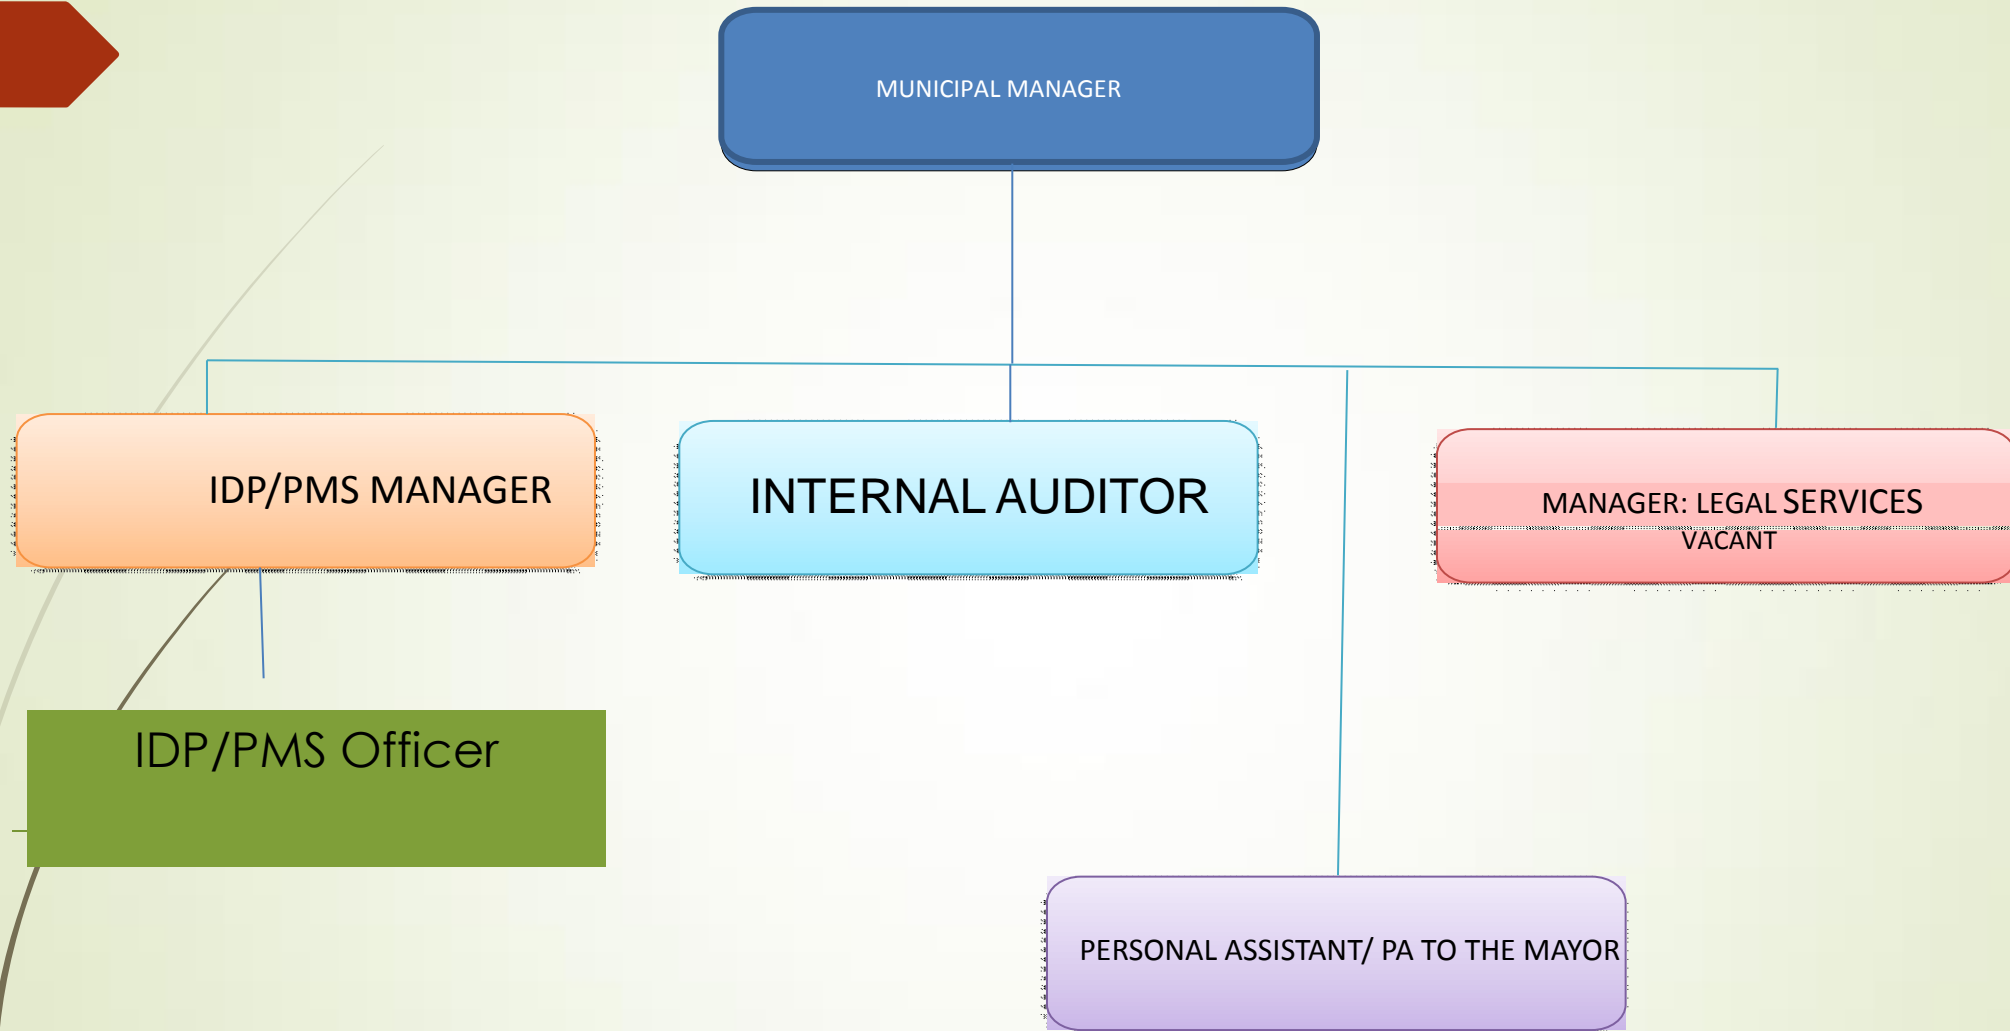 MUNICIPAL MANAGER
IDP/PMS MANAGER
INTERNAL AUDITOR
MANAGER: LEGAL SERVICES
VACANT
IDP/PMS Officer
PERSONAL ASSISTANT/ PA TO THE MAYOR